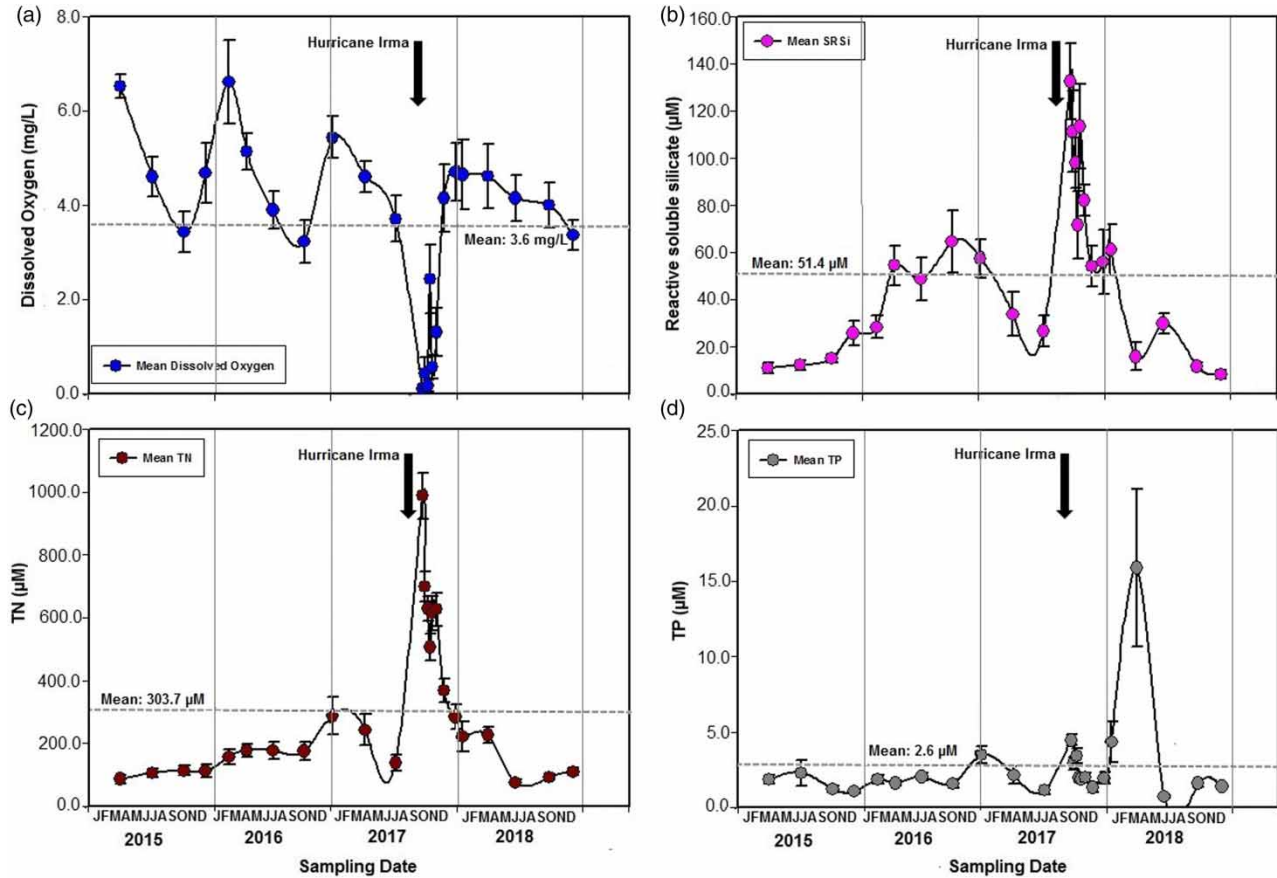 (a)
8.0
6.0
4.0
2.0
0.0
Dissolved Oxygen (mg/L)
Hurricane Irma
Mean: 3.6 mg/L
Mean Dissolved Oxygen
(b)
160.0
140.0
120.0
100.0
80.0
60.0
40.0
20.0
0.0
Reactive soluble silicate (µM)
Mean SRSi
Hurricane Irma
Mean: 51.4 µM
(c)
1200.0
1000.0
800.0
600.0
400.0
200.0
0.0
TN (µM)
Mean TN
Hurricane Irma
Mean: 303.7 µM
JFMAMJJASOND JFMAMJJASOND JFMAMJJASOND JFMAMJJASOND
2015 2016 2017 2018
Sampling Date
(d)
25.0
20.0
15.0
10.0
5.0
0.0
TP (µM)
Mean TP
Hurricane Irma
Mean: 2.6 µM
JFMAMJJASOND JFMAMJJASOND JFMAMJJASOND JFMAMJJASOND
2015 2016 2017 2018
Sampling Date